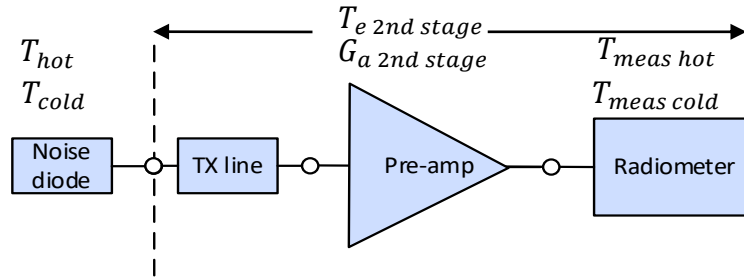 T_e 2nd stage
G_a 2nd stage
T_hot
T_cold
T_meas hot
T_meas cold
Noise
diode
TX line
Pre-amp
Radiometer